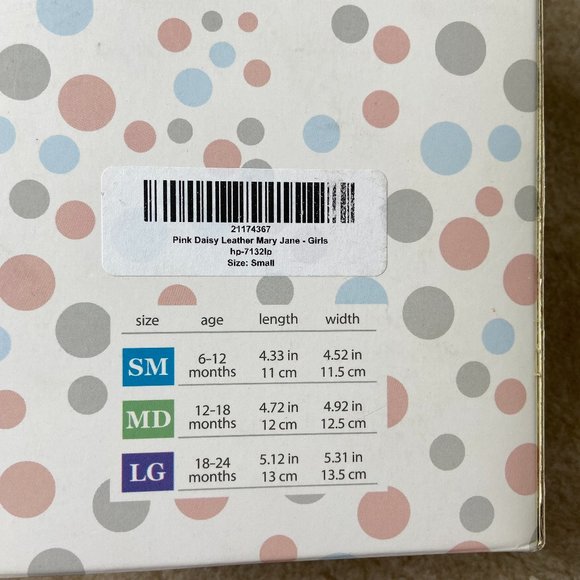 21174367
Pink Daisy Leather Mary Jane - Girls
hp-7132lp
Size: Small
size age length width
SM 6–12 months 4.33 in 11 cm 4.52 in 11.5 cm
MD 12–18 months 4.72 in 12 cm 4.92 in 12.5 cm
LG 18–24 months 5.12 in 13 cm 5.31 in 13.5 cm